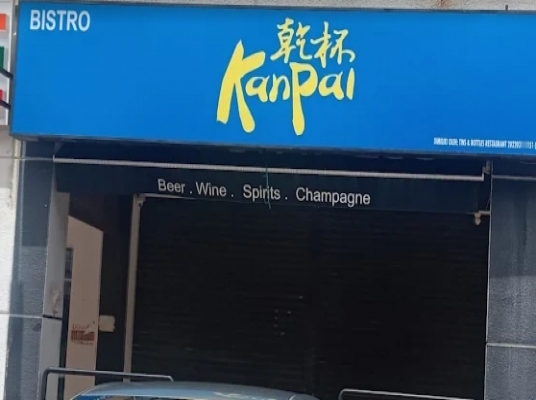 BISTRO
乾杯
KanPai
Beer . Wine . Spirits . Champagne